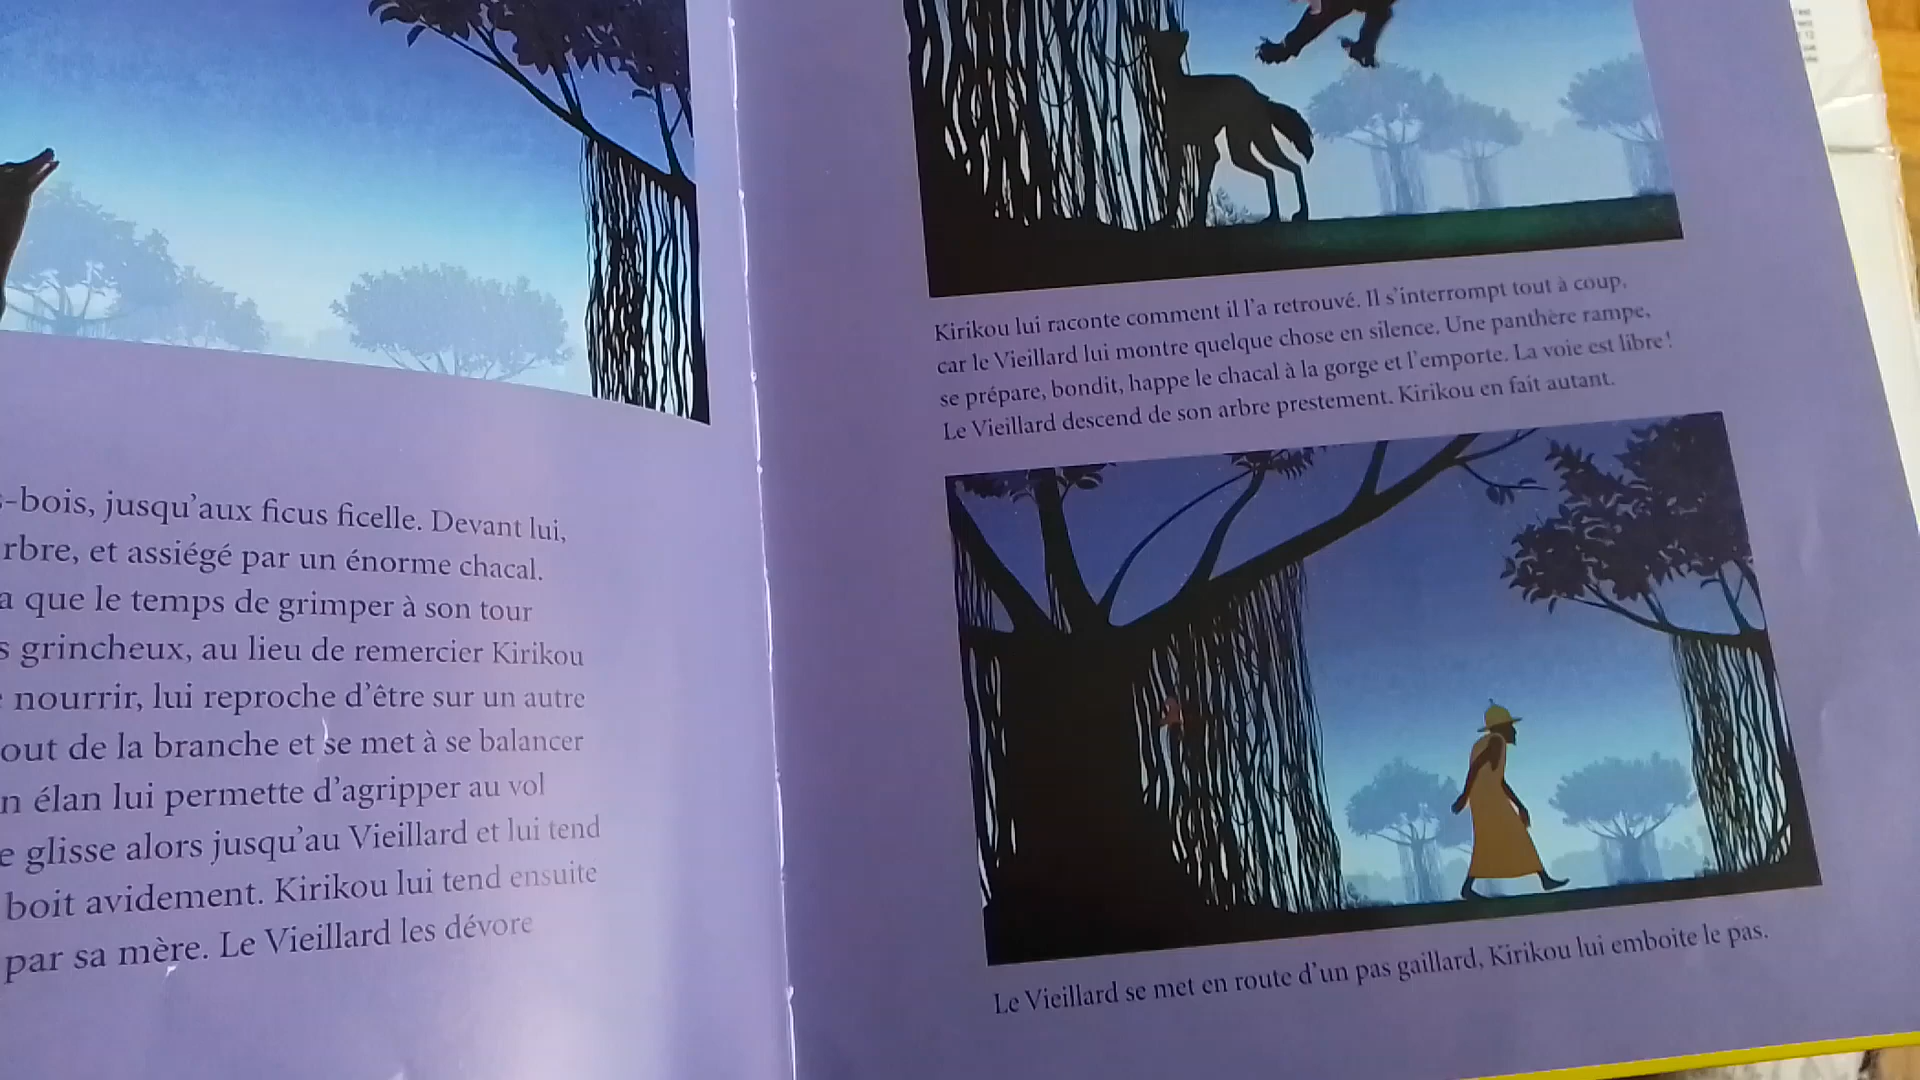 -bois, jusqu'aux ficus ficelle. Devant lui,
rbre, et assiégé par un énorme chacal.
a que le temps de grimper à son tour
s grincheux, au lieu de remercier Kirikou
nourrir, lui reproche d'être sur un autre
out de la branche et se met à se balancer
n élan lui permette d'agripper au vol
e glisse alors jusqu'au Vieillard et lui tend
boit avidement. Kirikou lui tend ensuite
par sa mère. Le Vieillard les dévore
Kirikou lui raconte comment il l'a retrouvé. Il s'interrompt tout à coup,
car le Vieillard lui montre quelque chose en silence. Une panthère rampe,
se prépare, bondit, happe le chacal à la gorge et l'emporte. La voie est libre !
Le Vieillard descend de son arbre prestement. Kirikou en fait autant.
Le Vieillard se met en route d'un pas gaillard, Kirikou lui emboite le pas.